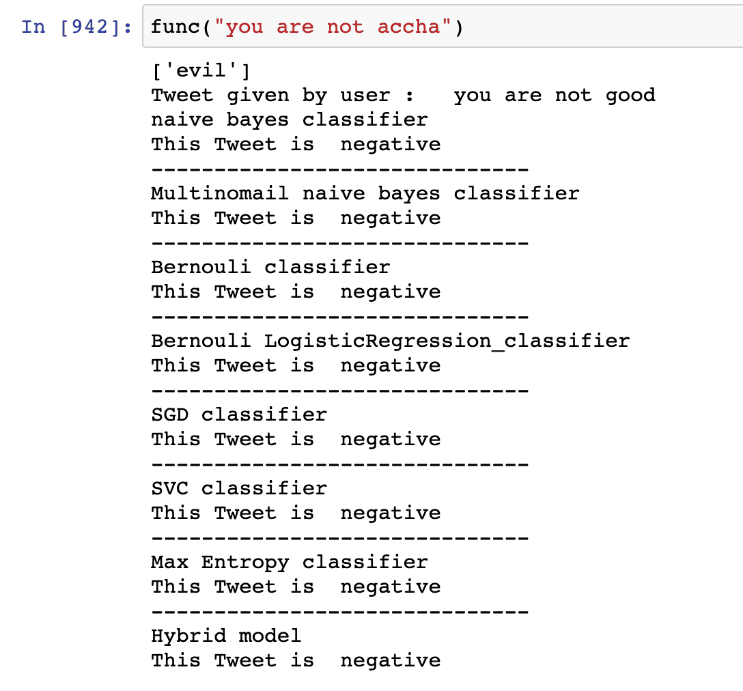 In [942]: func("you are not accha")
['evil']
Tweet given by user :   you are not good
naive bayes classifier
This Tweet is  negative
------------------------------
Multinomail naive bayes classifier
This Tweet is  negative
------------------------------
Bernouli classifier
This Tweet is  negative
------------------------------
Bernouli LogisticRegression_classifier
This Tweet is  negative
------------------------------
SGD classifier
This Tweet is  negative
------------------------------
SVC classifier
This Tweet is  negative
------------------------------
Max Entropy classifier
This Tweet is  negative
------------------------------
Hybrid model
This Tweet is  negative